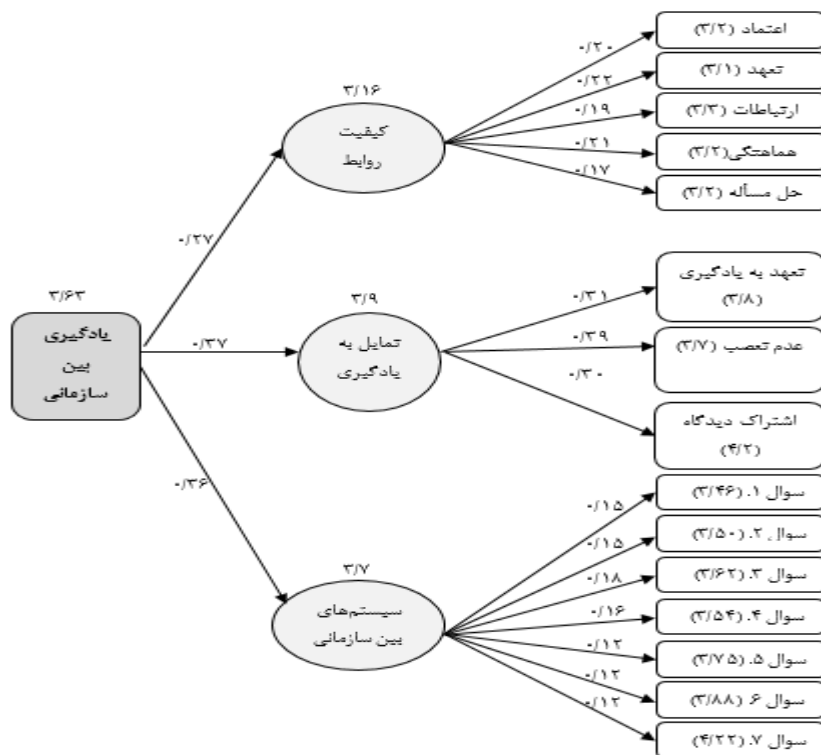 ۳/۶۳
یادگیری
بین
سازمانی
۰/۲۷
۰/۳۷
۰/۳۶
۳/۱۶
کیفیت
روابط
۰/۲۰
۰/۲۲
۰/۱۹
۰/۲۱
۰/۱۷
اعتماد (۳/۲)
تعهد (۳/۱)
ارتباطات (۳/۳)
هماهنگی(۳/۲)
حل مسأله (۳/۲)
۳/۹
تمایل به
یادگیری
۰/۳۱
۰/۳۹
۰/۳۰
تعهد به یادگیری
(۳/۸)
عدم تعصب (۳/۷)
اشتراک دیدگاه
(۴/۲)
۳/۷
سیستم‌های
بین سازمانی
۰/۱۵
۰/۱۵
۰/۱۸
۰/۱۶
۰/۱۲
۰/۱۲
۰/۱۲
سوال ۱. (۳/۴۶)
سوال ۲. (۳/۵۰)
سوال ۳. (۳/۶۲)
سوال ۴. (۳/۵۴)
سوال ۵. (۳/۷۵)
سوال ۶. (۳/۸۸)
سوال ۷. (۴/۲۲)